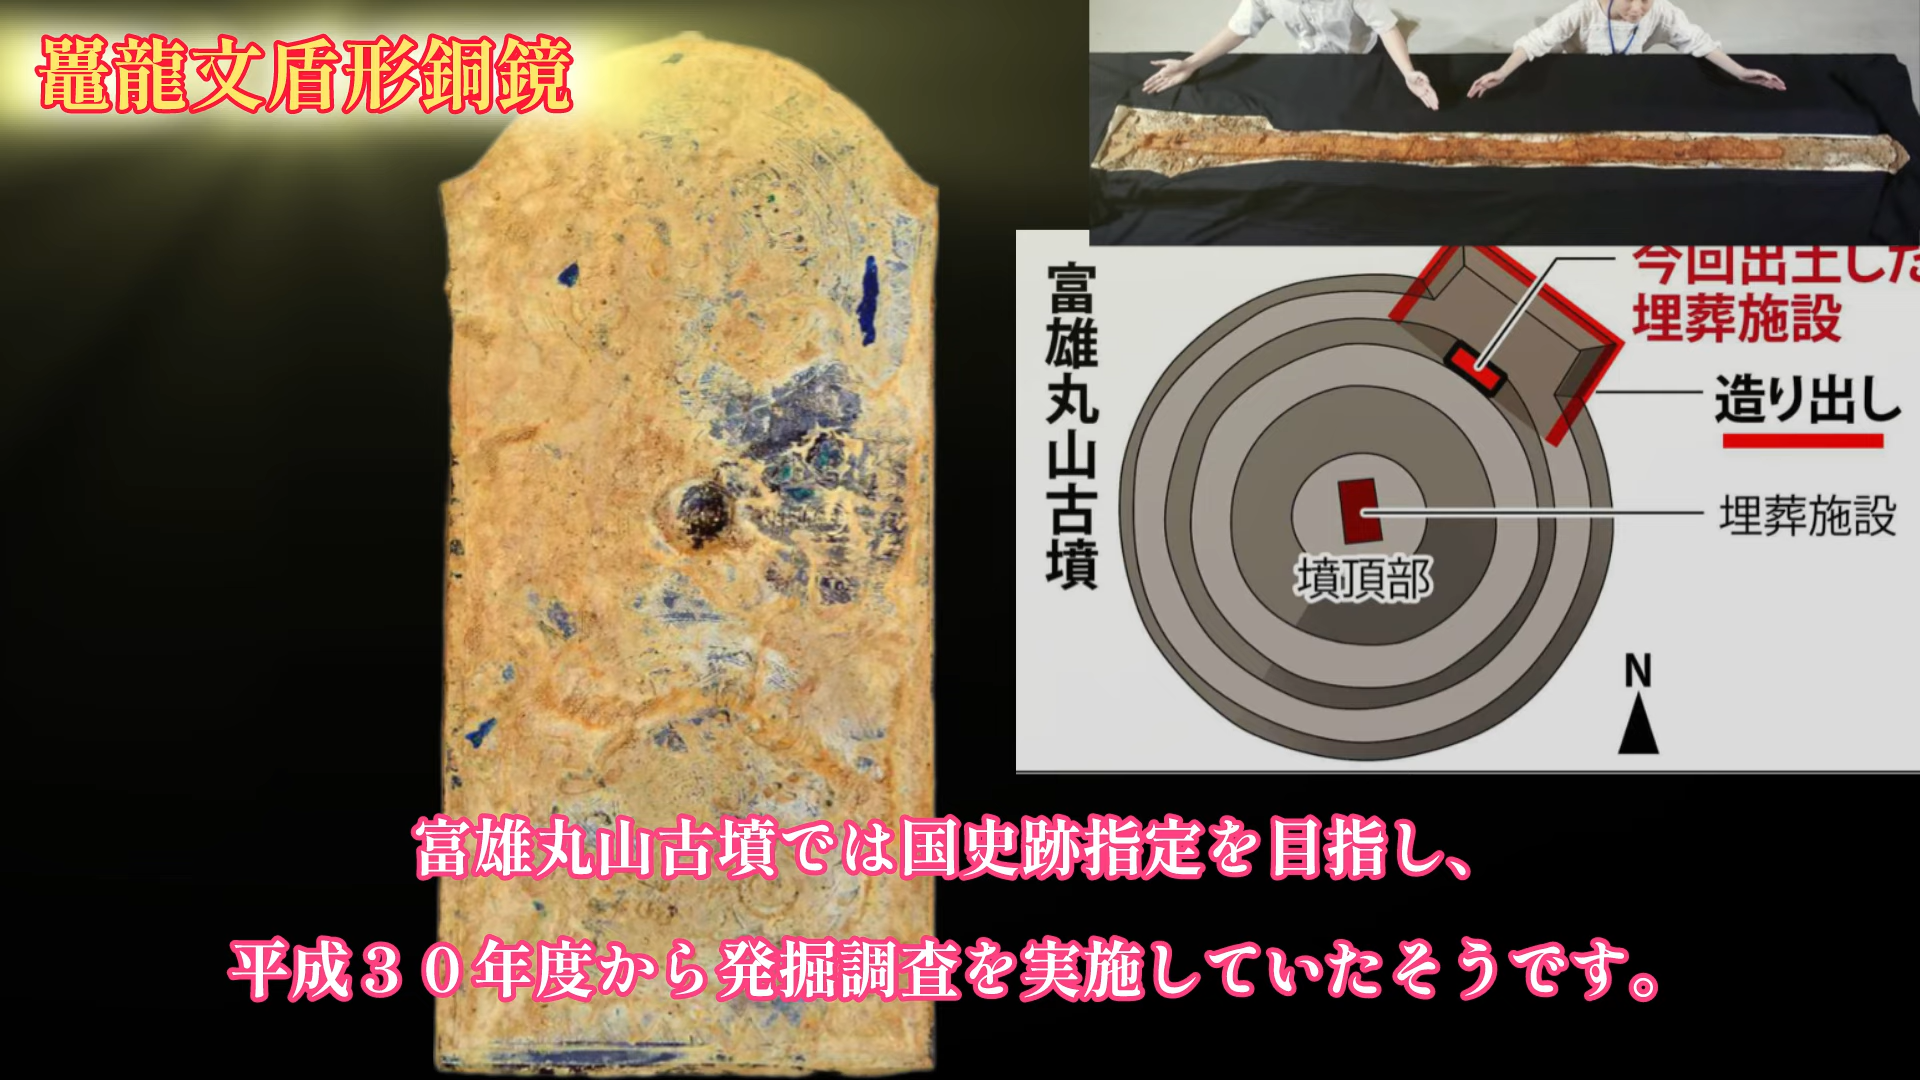 鼉龍文盾形銅鏡
富雄丸山古墳
今回出土した
埋葬施設
造り出し
埋葬施設
墳頂部
N
富雄丸山古墳では国史跡指定を目指し、
平成３０年度から発掘調査を実施していたそうです。